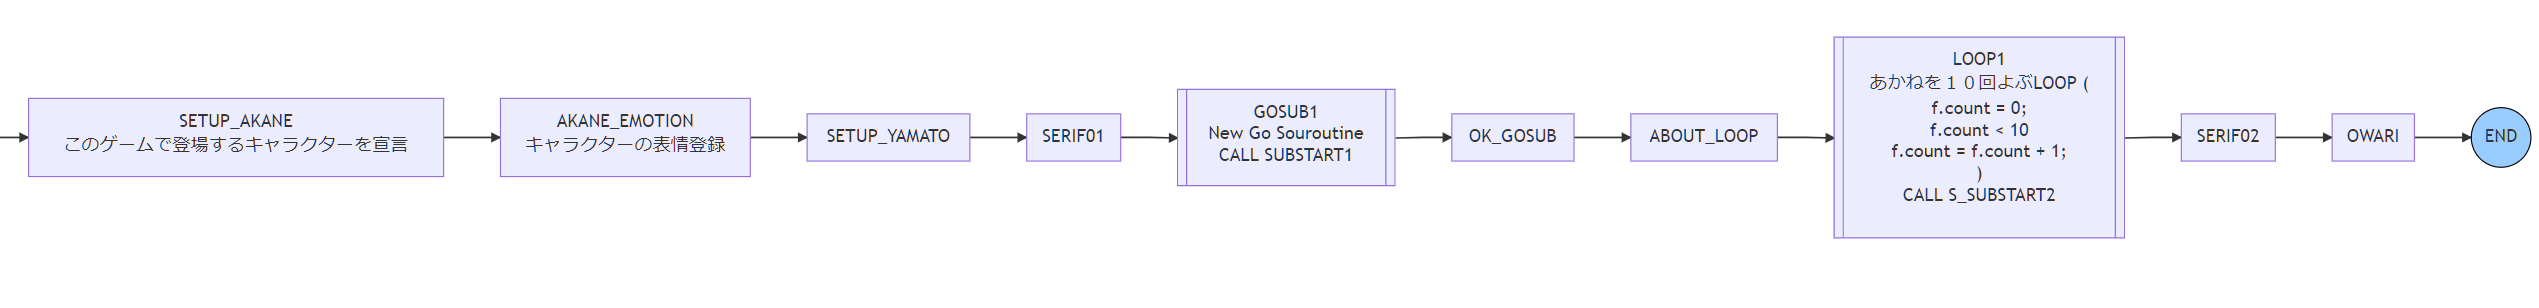 SETUP_AKANE
このゲームで登場するキャラクターを宣言
AKANE_EMOTION
キャラクターの表情登録
SETUP_YAMATO
SERIF01
GOSUB1
New Go Souroutine
CALL SUBSTART1
OK_GOSUB
ABOUT_LOOP
LOOP1
あかねを１０回よぶLOOP (
f.count = 0;
f.count < 10
f.count = f.count + 1;
)
CALL S_SUBSTART2
SERIF02
OWARI
END